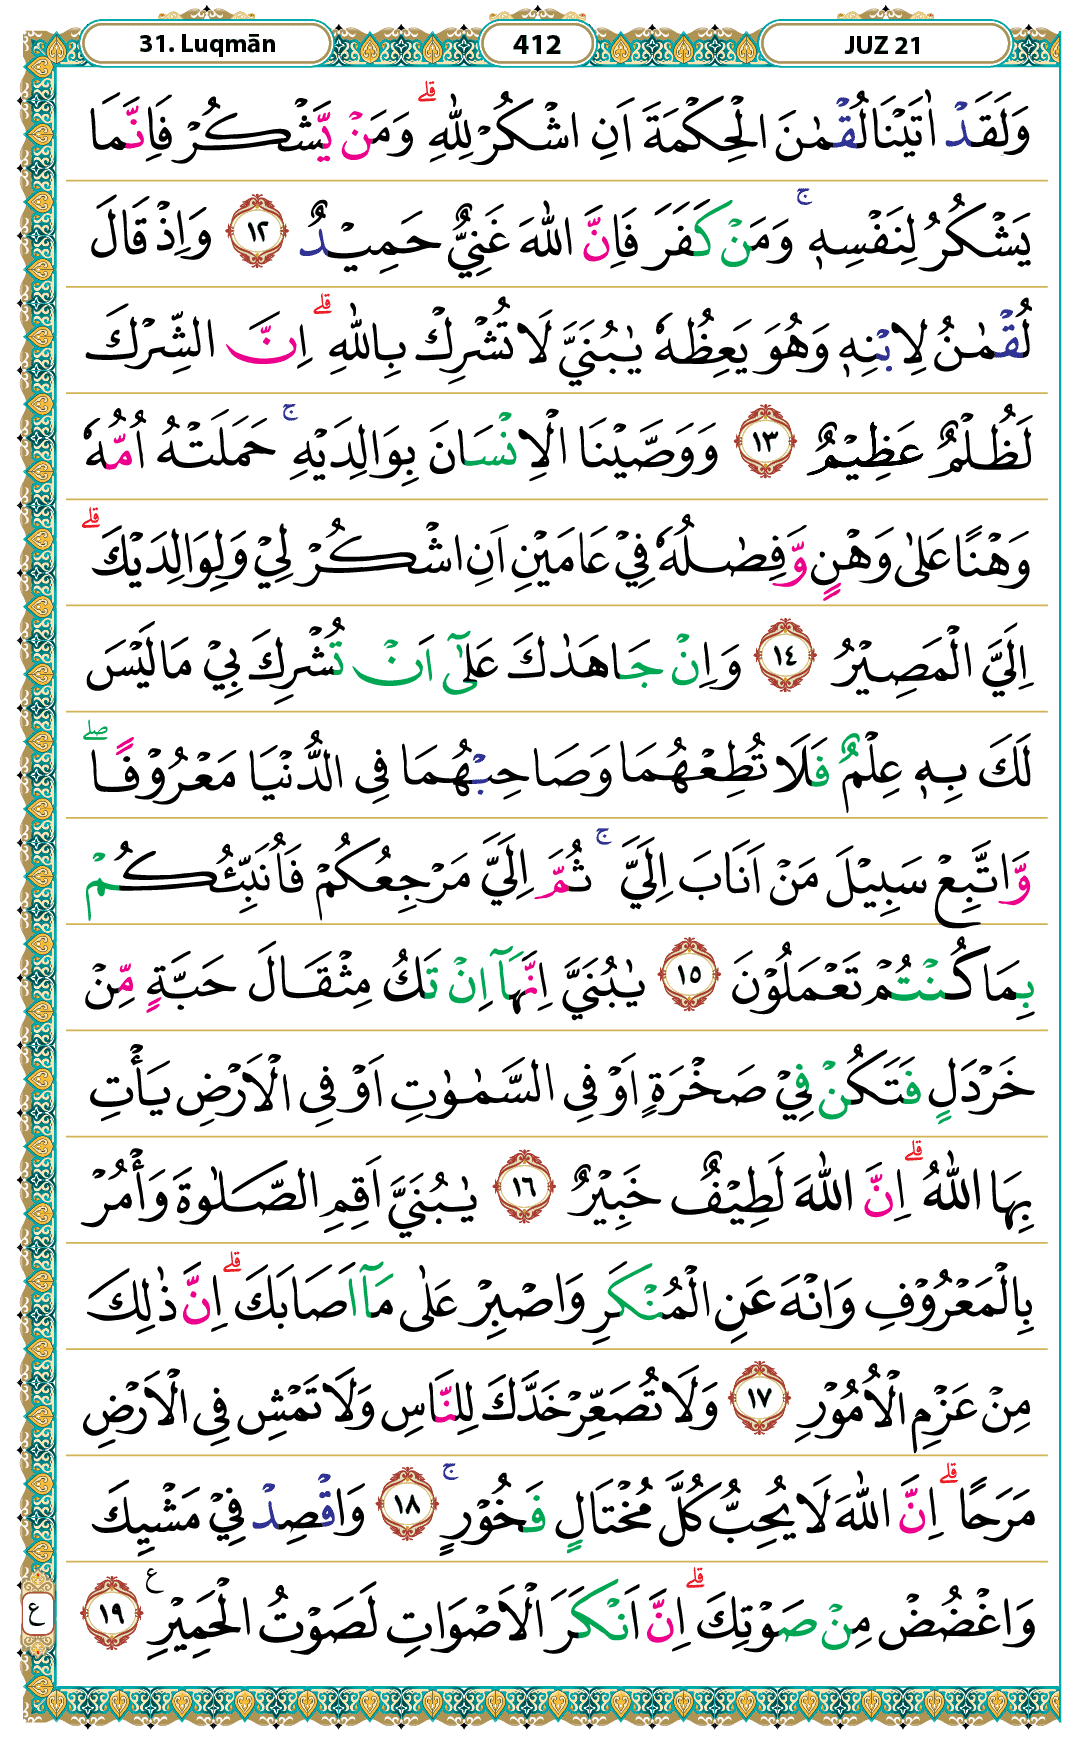 31. Luqmān 412 JUZ 21
وَلَقَدْ اٰتَيْنَا لُقْمٰنَ الْحِكْمَةَ اَنِ اشْكُرْ لِلّٰهِ ۗ وَمَنْ يَّشْكُرْ فَاِنَّمَا
يَشْكُرُ لِنَفْسِهٖ ۚ وَمَنْ كَفَرَ فَاِنَّ اللّٰهَ غَنِيٌّ حَمِيْدٌ ١٢ وَاِذْ قَالَ
لُقْمٰنُ لِابْنِهٖ وَهُوَ يَعِظُهٗ يٰبُنَيَّ لَا تُشْرِكْ بِاللّٰهِ ۗ اِنَّ الشِّرْكَ
لَظُلْمٌ عَظِيْمٌ ١٣ وَوَصَّيْنَا الْاِنْسَانَ بِوَالِدَيْهِ ۚ حَمَلَتْهُ اُمُّهٗ
وَهْنًا عَلٰى وَهْنٍ وَّفِصٰلُهٗ فِيْ عَامَيْنِ اَنِ اشْكُرْ لِيْ وَلِوَالِدَيْكَ ۗ
اِلَيَّ الْمَصِيْرُ ١٤ وَاِنْ جَاهَدٰكَ عَلٰٓى اَنْ تُشْرِكَ بِيْ مَا لَيْسَ
لَكَ بِهٖ عِلْمٌ فَلَا تُطِعْهُمَا وَصَاحِبْهُمَا فِى الدُّنْيَا مَعْرُوْفًا ۖ
وَّاتَّبِعْ سَبِيْلَ مَنْ اَنَابَ اِلَيَّ ۚ ثُمَّ اِلَيَّ مَرْجِعُكُمْ فَاُنَبِّئُكُمْ
بِمَا كُنْتُمْ تَعْمَلُوْنَ ١٥ يٰبُنَيَّ اِنَّهَآ اِنْ تَكُ مِثْقَالَ حَبَّةٍ مِّنْ
خَرْدَلٍ فَتَكُنْ فِيْ صَخْرَةٍ اَوْ فِى السَّمٰوٰتِ اَوْ فِى الْاَرْضِ يَأْتِ
بِهَا اللّٰهُ ۗ اِنَّ اللّٰهَ لَطِيْفٌ خَبِيْرٌ ١٦ يٰبُنَيَّ اَقِمِ الصَّلٰوةَ وَأْمُرْ
بِالْمَعْرُوْفِ وَانْهَ عَنِ الْمُنْكَرِ وَاصْبِرْ عَلٰى مَآ اَصَابَكَ ۗ اِنَّ ذٰلِكَ
مِنْ عَزْمِ الْاُمُوْرِ ١٧ وَلَا تُصَعِّرْ خَدَّكَ لِلنَّاسِ وَلَا تَمْشِ فِى الْاَرْضِ
مَرَحًا ۗ اِنَّ اللّٰهَ لَا يُحِبُّ كُلَّ مُخْتَالٍ فَخُوْرٍ ۚ ١٨ وَاقْصِدْ فِيْ مَشْيِكَ
وَاغْضُضْ مِنْ صَوْتِكَ ۗ اِنَّ اَنْكَرَ الْاَصْوَاتِ لَصَوْتُ الْحَمِيْرِ ع ١٩
ع